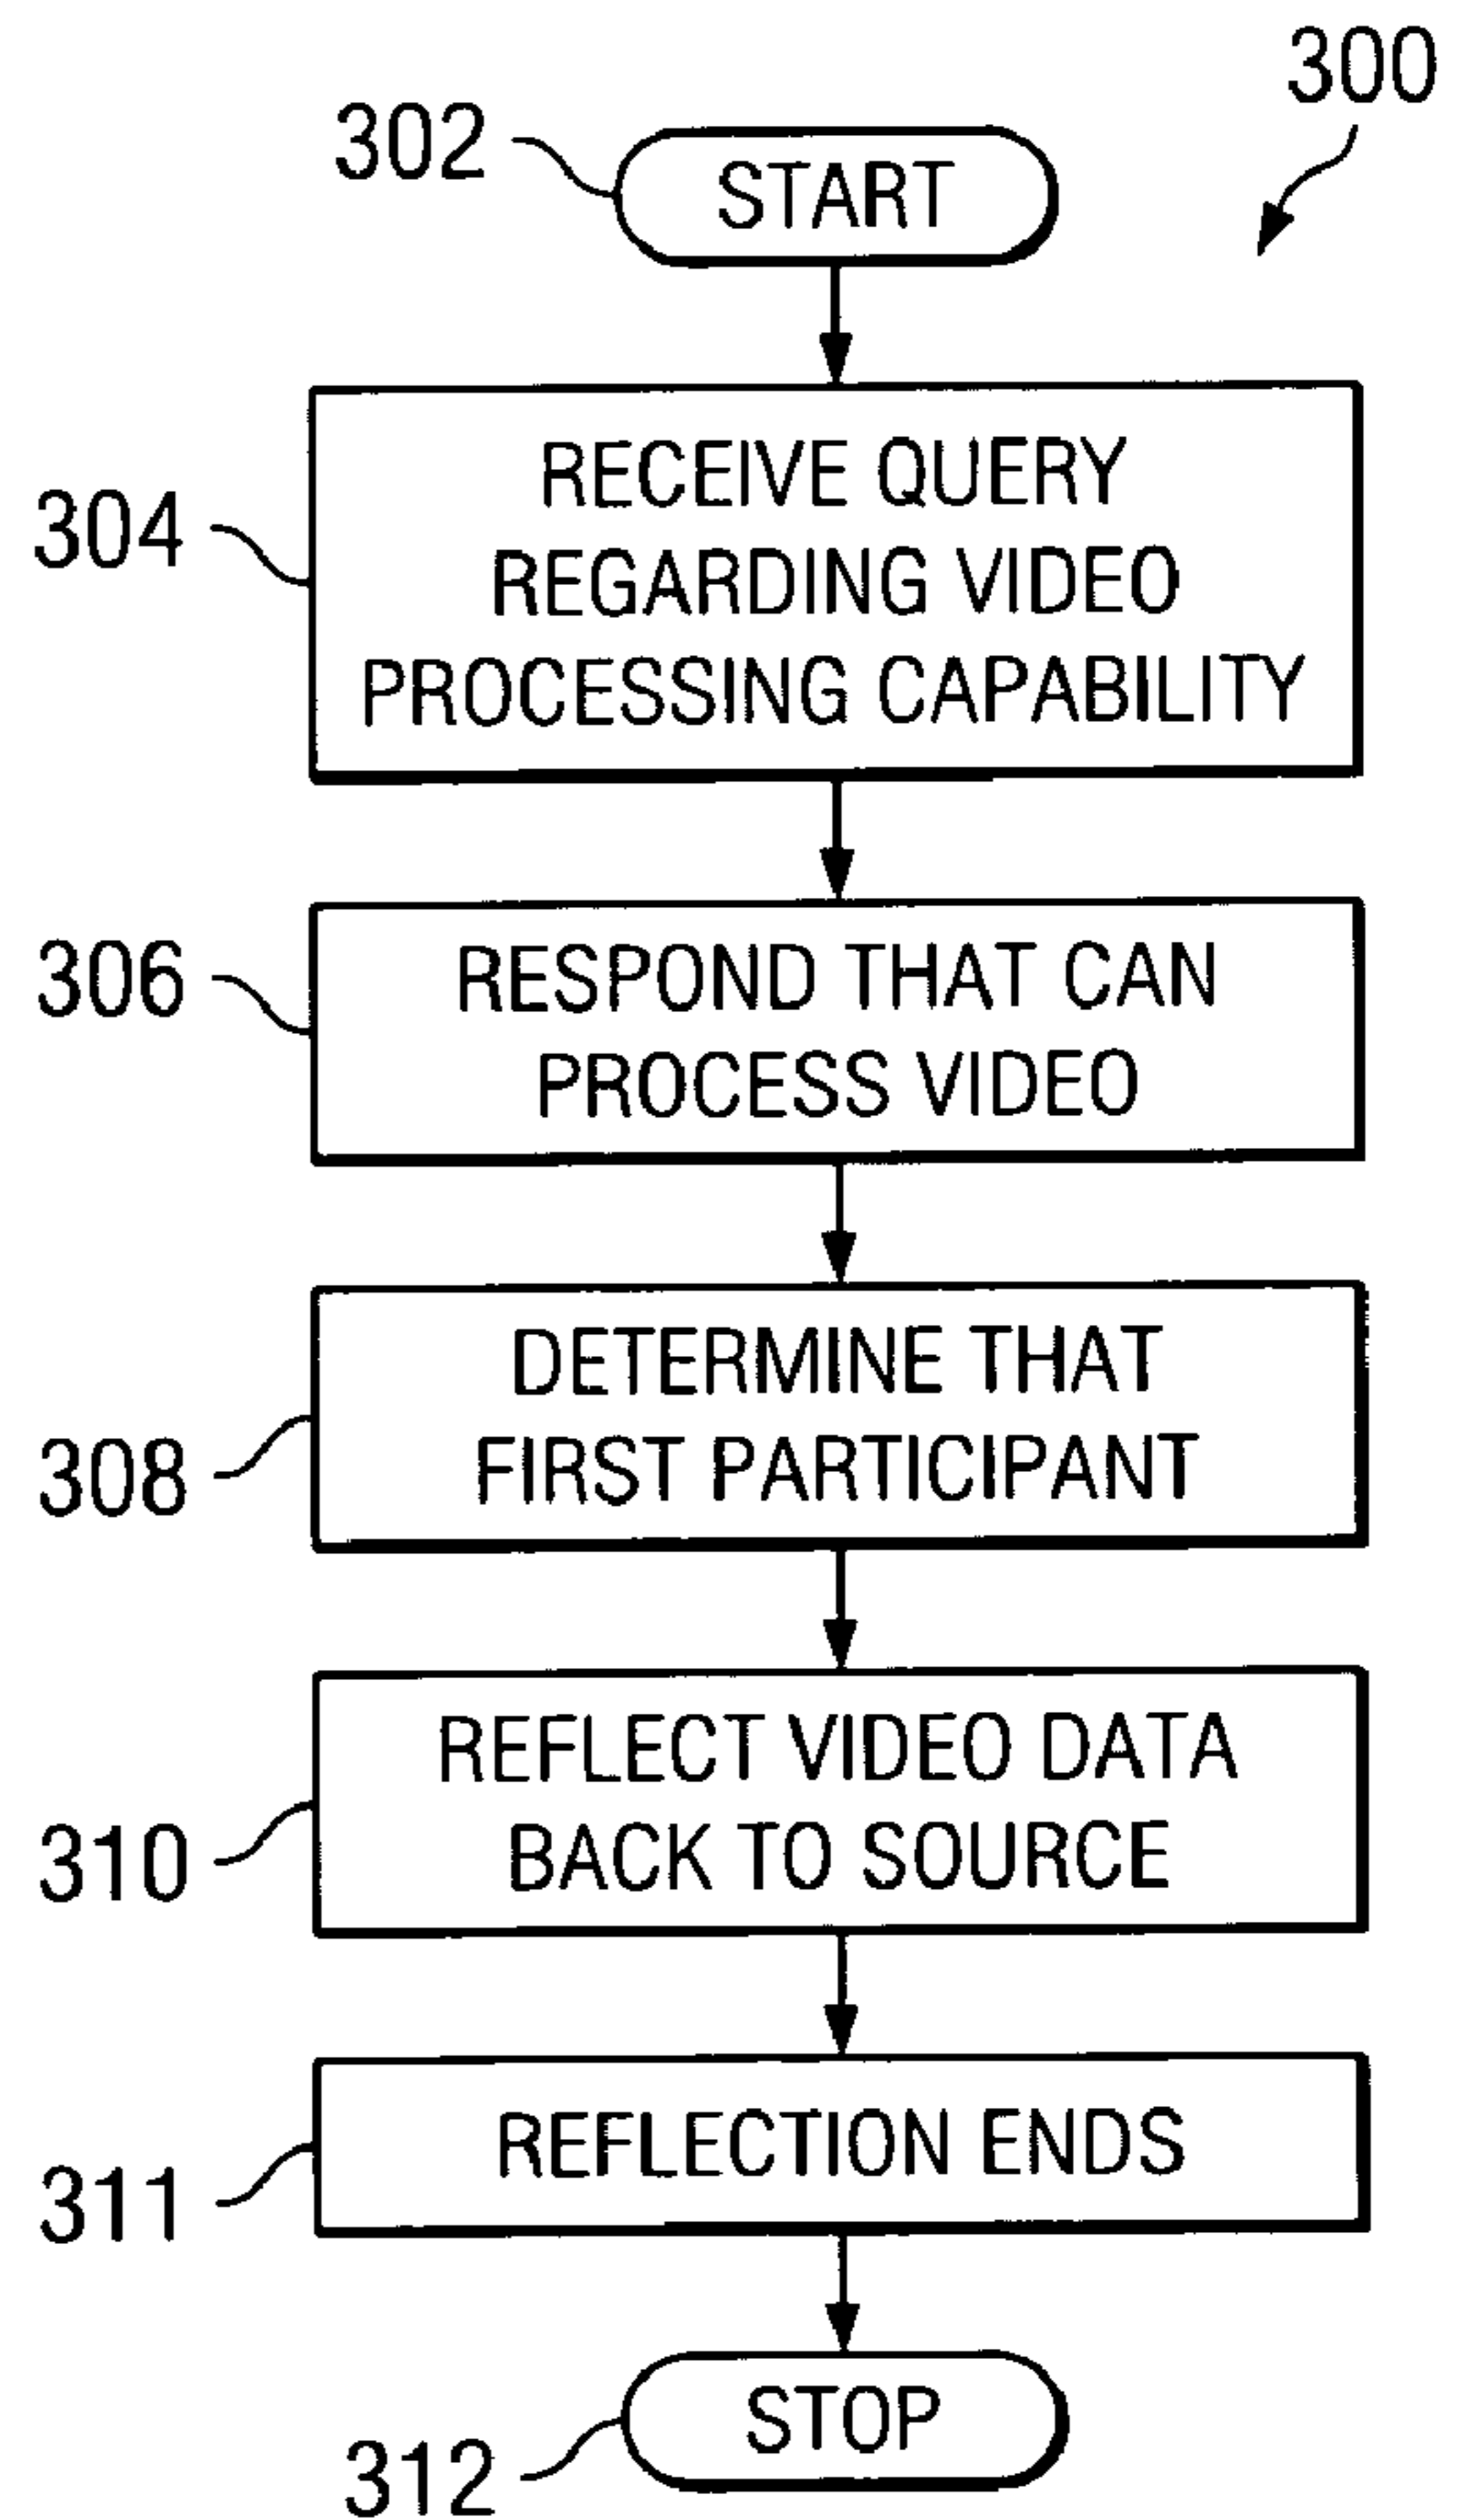 300
302
START
304
RECEIVE QUERY
REGARDING VIDEO
PROCESSING CAPABILITY
306
RESPOND THAT CAN
PROCESS VIDEO
308
DETERMINE THAT
FIRST PARTICIPANT
310
REFLECT VIDEO DATA
BACK TO SOURCE
311
REFLECTION ENDS
312
STOP